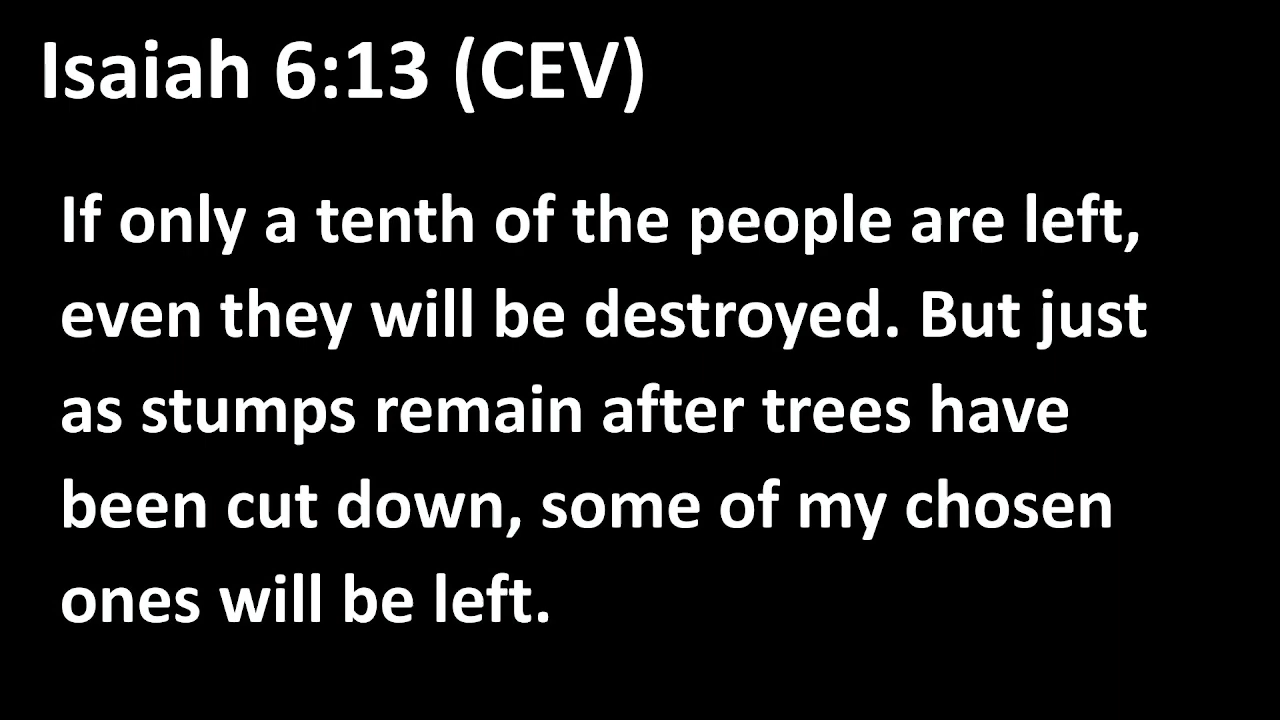 Isaiah 6:13 (CEV)
If only a tenth of the people are left,
even they will be destroyed. But just
as stumps remain after trees have
been cut down, some of my chosen
ones will be left.